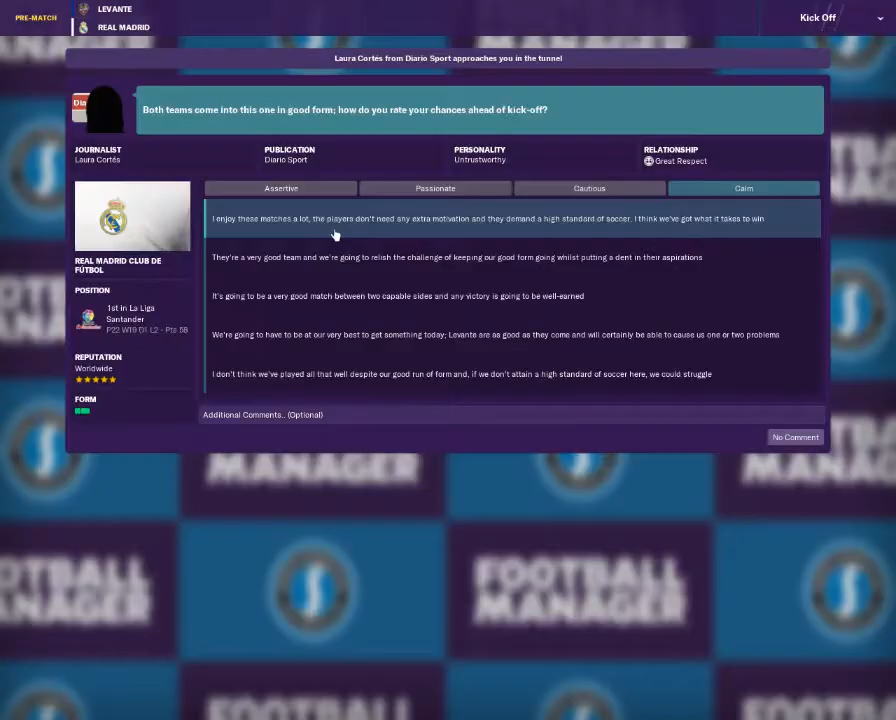 PRE-MATCH
LEVANTE
REAL MADRID
Kick Off
Laura Cortés from Diario Sport approaches you in the tunnel
Dia
Both teams come into this one in good form; how do you rate your chances ahead of kick-off?
JOURNALIST
Laura Cortés
PUBLICATION
Diario Sport
PERSONALITY
Untrustworthy
RELATIONSHIP
Great Respect
Assertive
Passionate
Cautious
Calm
I enjoy these matches a lot, the players don't need any extra motivation and they demand a high standard of soccer. I think we've got what it takes to win
They're a very good team and we're going to relish the challenge of keeping our good form going whilst putting a dent in their aspirations
It's going to be a very good match between two capable sides and any victory is going to be well-earned
We're going to have to be at our very best to get something today; Levante are as good as they come and will certainly be able to cause us one or two problems
I don't think we've played all that well despite our good run of form and, if we don't attain a high standard of soccer here, we could struggle
REAL MADRID CLUB DE
FÚTBOL
POSITION
1st in La Liga
Santander
P22 W19 D1 L2 - Pts 58
REPUTATION
Worldwide
FORM
Additional Comments.. (Optional)
No Comment
MANAGER
FOOTBALL
MANAGER